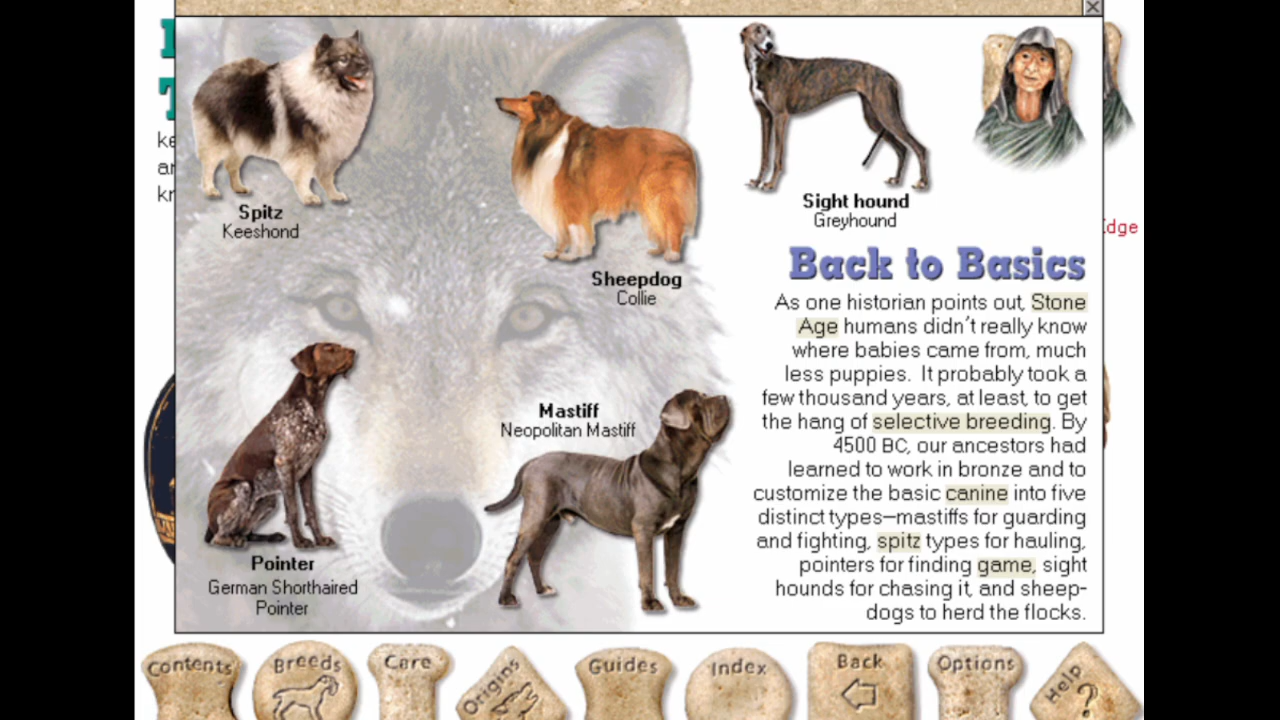 Spitz
Keeshond
Sheepdog
Collie
Sight hound
Greyhound
Mastiff
Neopolitan Mastiff
Pointer
German Shorthaired
Pointer
Back to Basics
As one historian points out, Stone
Age humans didn't really know
where babies came from, much
less puppies. It probably took a
few thousand years, at least, to get
the hang of selective breeding. By
4500 BC, our ancestors had
learned to work in bronze and to
customize the basic canine into five
distinct types—mastiffs for guarding
and fighting, spitz types for hauling,
pointers for finding game, sight
hounds for chasing it, and sheep-
dogs to herd the flocks.
Contents
Breeds
Care
Origins
Guides
Index
Back
Options
Help
?